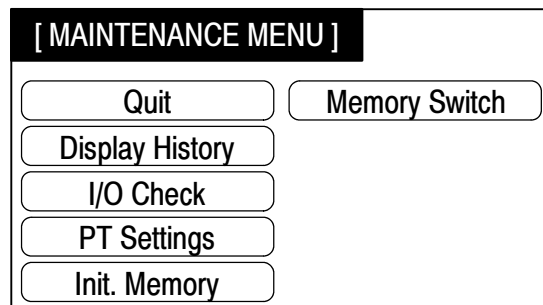 [ MAINTENANCE MENU ]
Quit Memory Switch
Display History
I/O Check
PT Settings
Init. Memory